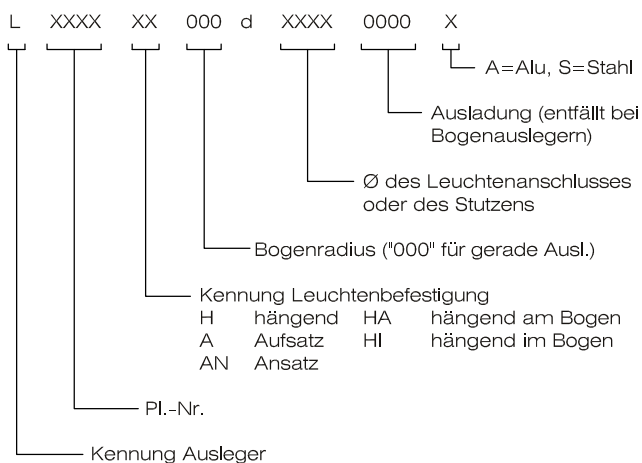 L XXXX XX 000 d XXXX 0000 X
A=Alu, S=Stahl
Ausladung (entfällt bei
Bogenauslegern)
Ø des Leuchtenanschlusses
oder des Stutzens
Bogenradius ("000" für gerade Ausl.)
Kennung Leuchtenbefestigung
H hängend HA hängend am Bogen
A Aufsatz HI hängend im Bogen
AN Ansatz
Pl.-Nr.
Kennung Ausleger